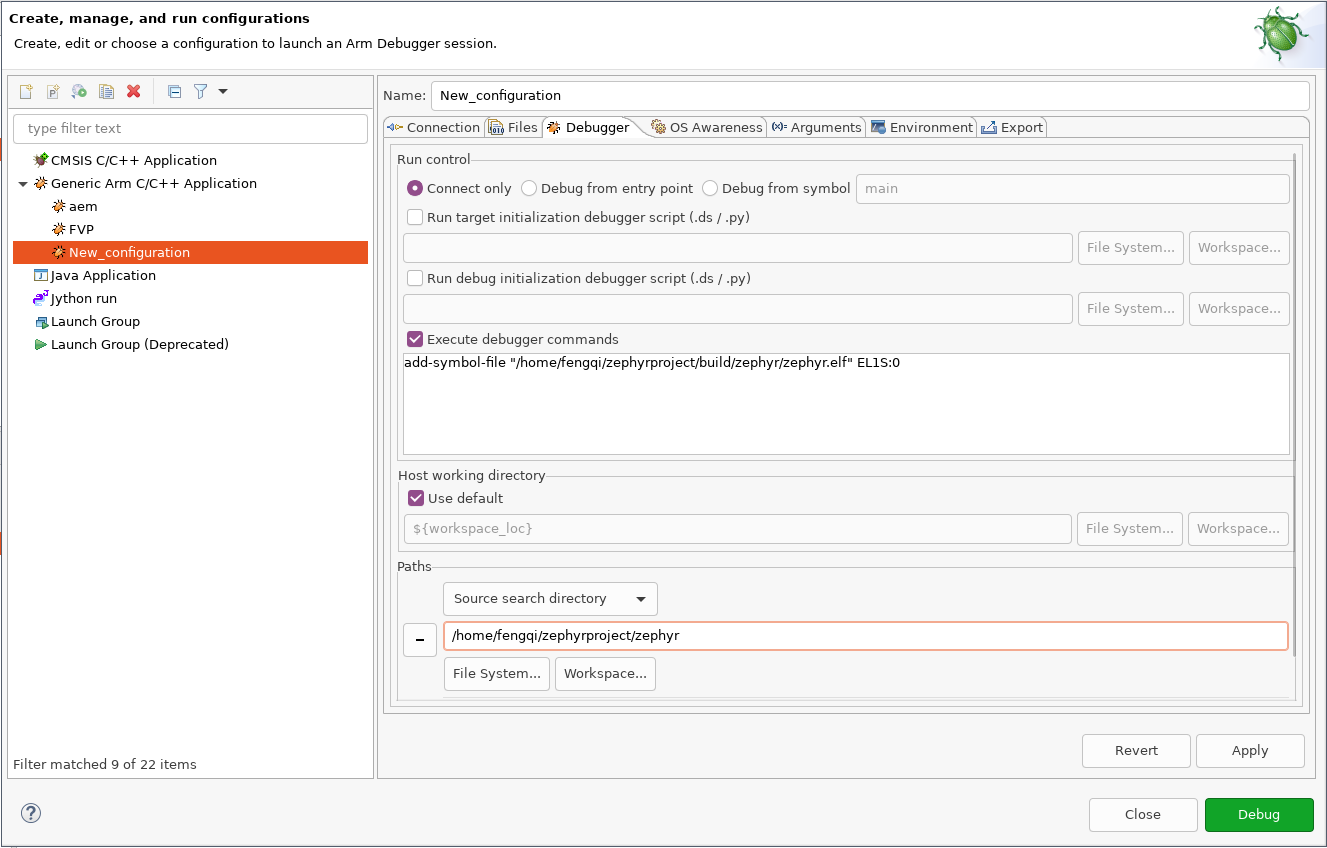 Create, manage, and run configurations
Create, edit or choose a configuration to launch an Arm Debugger session.
type filter text
CMSIS C/C++ Application
Generic Arm C/C++ Application
aem
FVP
New_configuration
Java Application
Jython run
Launch Group
Launch Group (Deprecated)
Filter matched 9 of 22 items
Name: New_configuration
Connection Files Debugger OS Awareness Arguments Environment Export
Run control
Connect only Debug from entry point Debug from symbol main
Run target initialization debugger script (.ds / .py)
File System... Workspace...
Run debug initialization debugger script (.ds / .py)
File System... Workspace...
Execute debugger commands
add-symbol-file "/home/fengqi/zephyrproject/build/zephyr/zephyr.elf" EL1S:0
Host working directory
Use default
${workspace_loc} File System... Workspace...
Paths
Source search directory
/home/fengqi/zephyrproject/zephyr
File System... Workspace...
Revert Apply
Close Debug